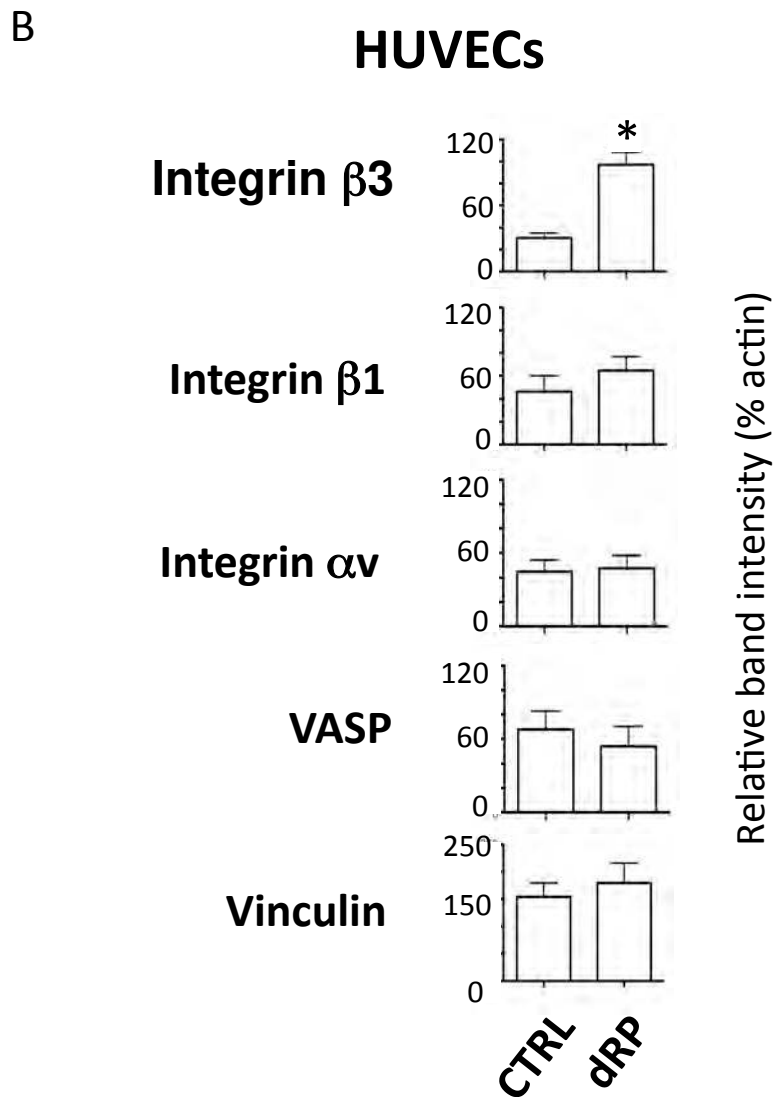 B
HUVECs
Integrin β3
120
60
0
*
Integrin β1
120
60
0
Integrin αv
120
60
0
VASP
120
60
0
Vinculin
250
150
0
CTRL
dRP
Relative band intensity (% actin)